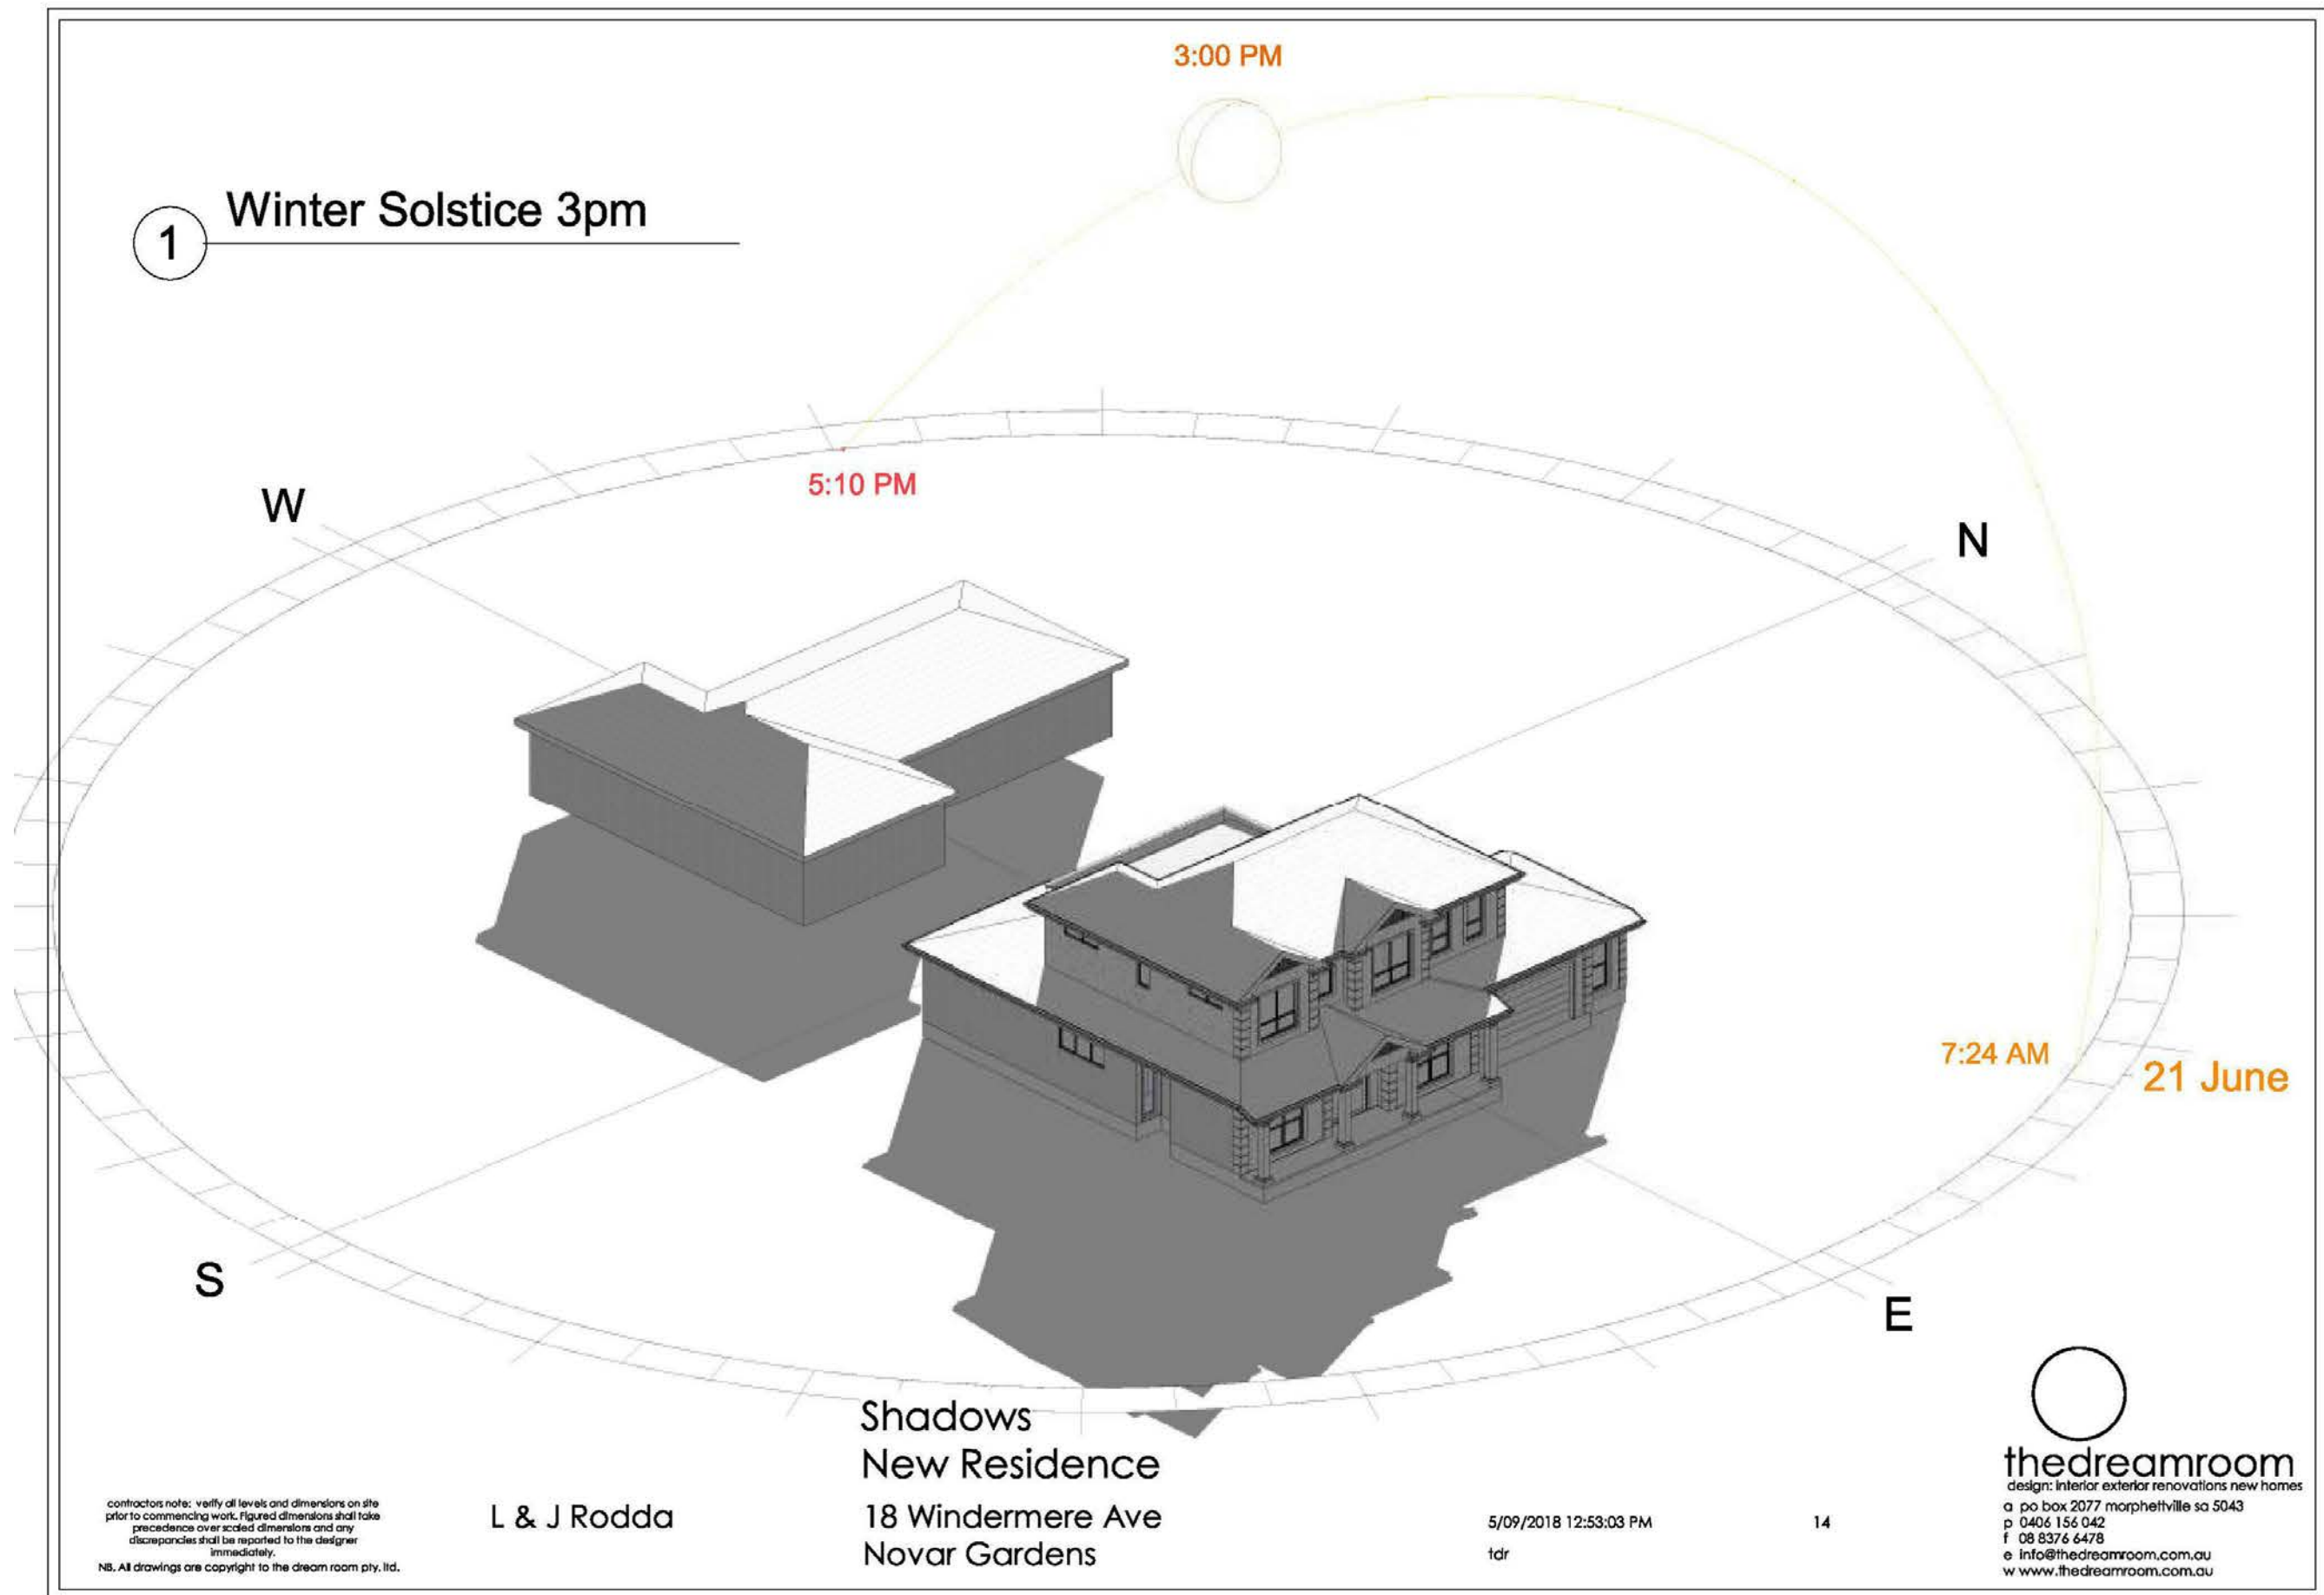 3:00 PM
1
Winter Solstice 3pm
5:10 PM
W
N
7:24 AM
21 June
S
E
Shadows
New Residence
18 Windermere Ave
Novar Gardens
contractors note: verify all levels and dimensions on site
prior to commencing work. Figured dimensions shall take
precedence over scaled dimensions and any
discrepancies shall be reported to the designer
immediately.
NB. All drawings are copyright to the dream room pty. ltd.
L & J Rodda
5/09/2018 12:53:03 PM
tdr
14
thedreamroom
design: interior exterior renovations new homes
a po box 2077 morphettville sa 5043
p 0406 156 042
f 08 8376 6478
e info@thedreamroom.com.au
w www.thedreamroom.com.au